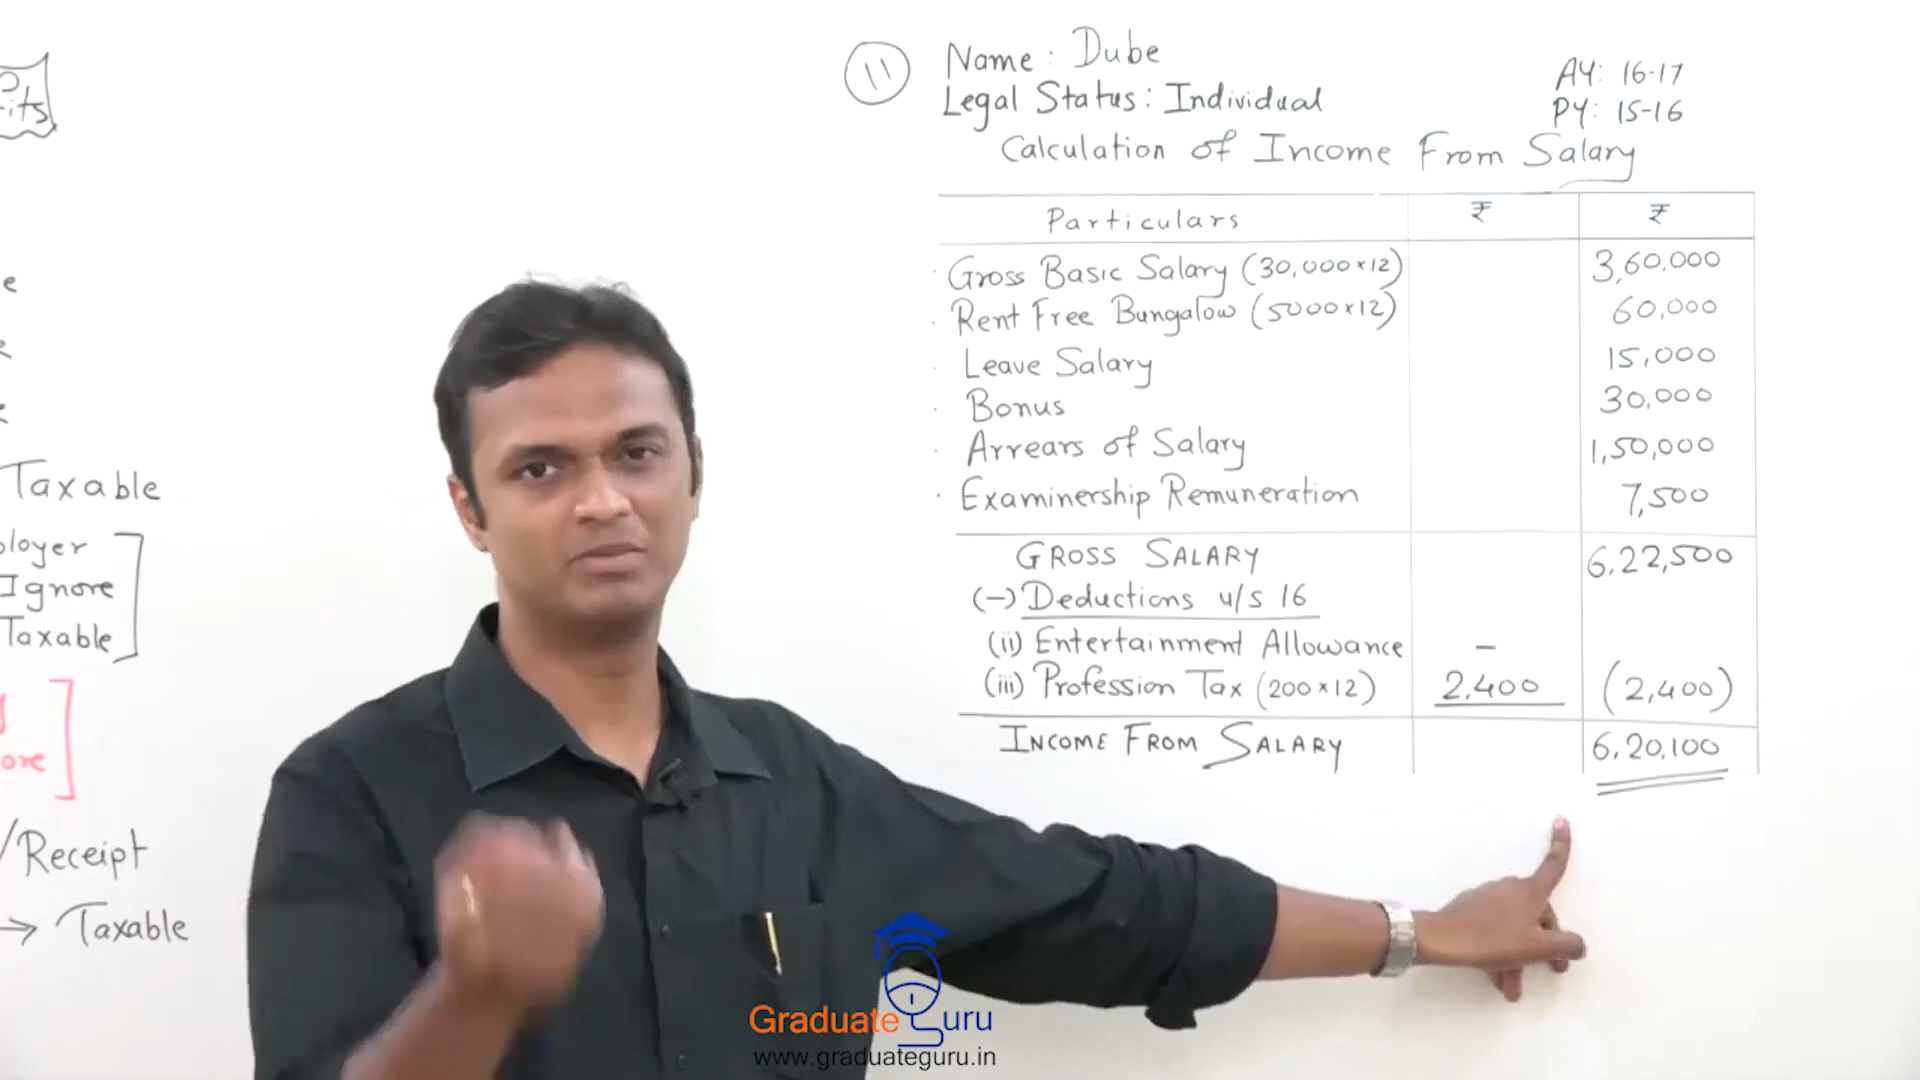 11
Name: Dube
Legal Status: Individual
AY: 16-17
PY: 15-16
Calculation of Income From Salary
Particulars ₹ ₹
Gross Basic Salary (30,000×12) 3,60,000
Rent Free Bungalow (5000×12) 60,000
Leave Salary 15,000
Bonus 30,000
Arrears of Salary 1,50,000
Examinership Remuneration 7,500
GROSS SALARY 6,22,500
(-) Deductions u/s 16
(ii) Entertainment Allowance -
(iii) Profession Tax (200×12) 2,400 (2,400)
INCOME FROM SALARY 6,20,100
Taxable
Ignore
Taxable
/Receipt
→ Taxable
Graduate Guru
www.graduateguru.in